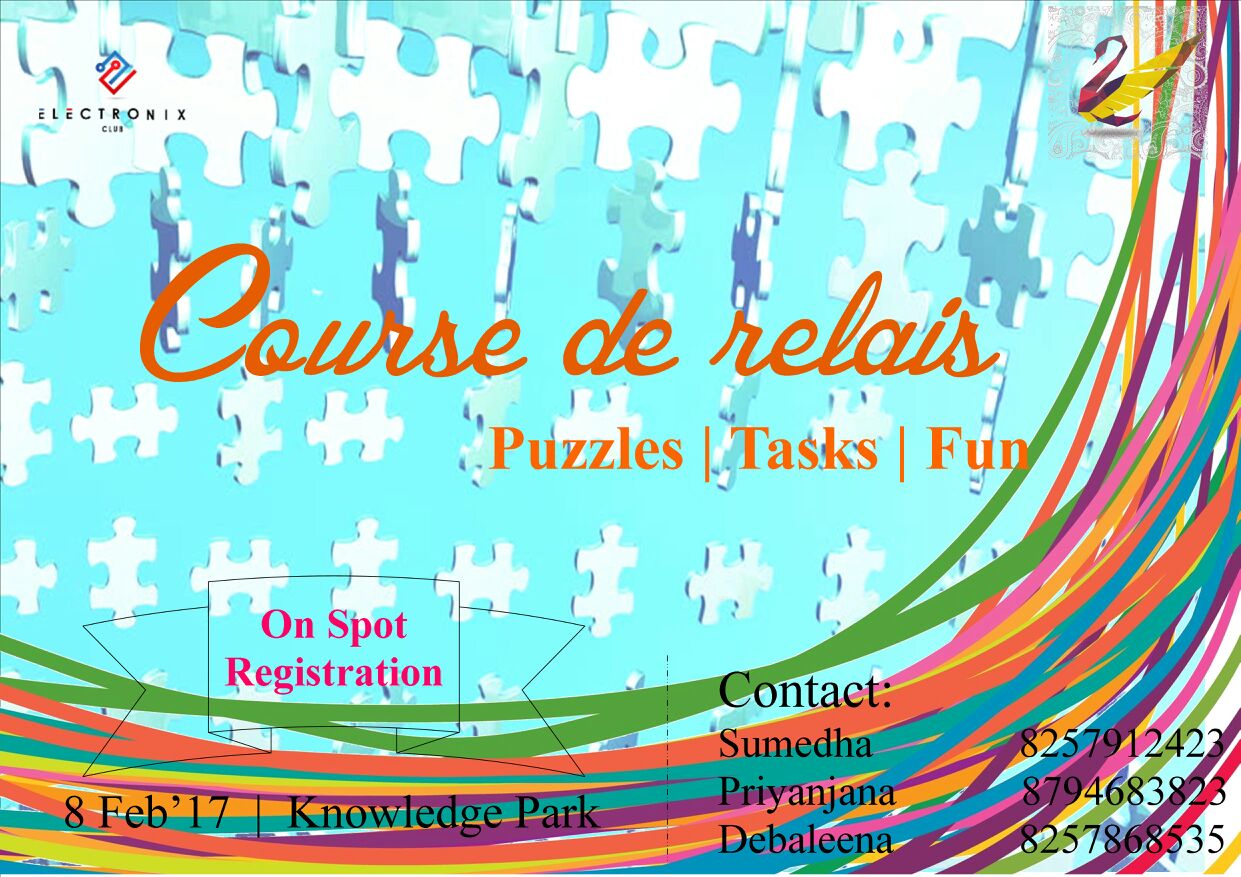 ELECTRONIX
CLUB
Course de relais
Puzzles | Tasks | Fun
On Spot
Registration
8 Feb’17 | Knowledge Park
Contact:
Sumedha 8257912423
Priyanjana 8794683823
Debaleena 8257868535